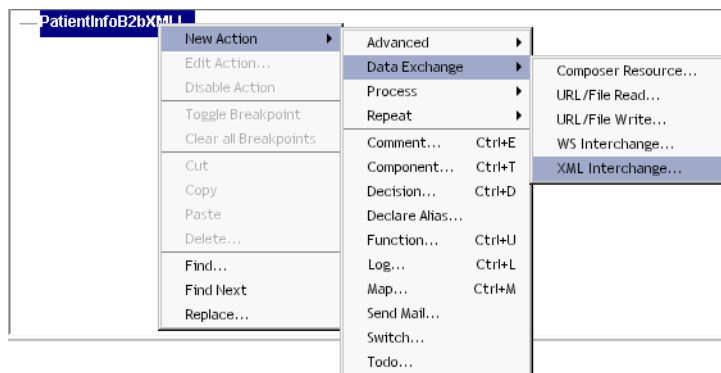 PatientInfoB2bXMLI
New Action
Edit Action...
Disable Action
Toggle Breakpoint
Clear all Breakpoints
Cut
Copy
Paste
Delete...
Find...
Find Next
Replace...
Advanced
Data Exchange
Process
Repeat
Comment... Ctrl+E
Component... Ctrl+T
Decision... Ctrl+D
Declare Alias...
Function... Ctrl+U
Log... Ctrl+L
Map... Ctrl+M
Send Mail...
Switch...
Todo...
Composer Resource...
URL/File Read...
URL/File Write...
WS Interchange...
XML Interchange...